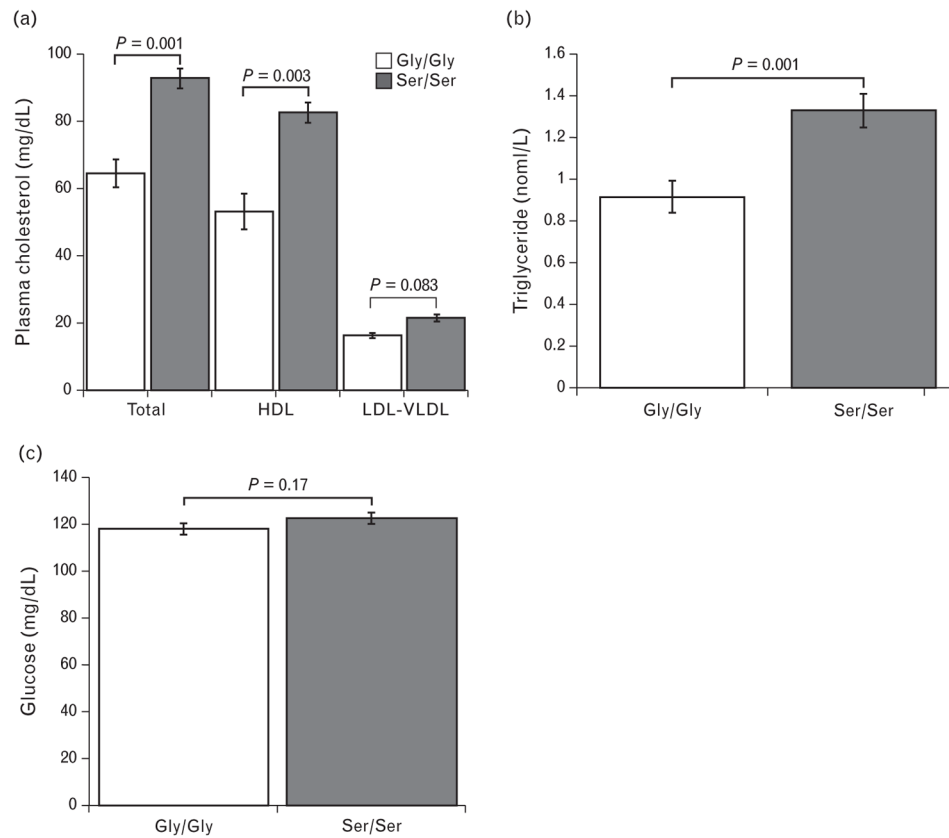 (a)
P = 0.001
P = 0.003
P = 0.083
Gly/Gly
Ser/Ser
Plasma cholesterol (mg/dL)
100
80
60
40
20
0
Total
HDL
LDL-VLDL
(b)
P = 0.001
Triglyceride (noml/L)
1.6
1.4
1.2
1
0.8
0.6
0.4
0.2
0
Gly/Gly
Ser/Ser
(c)
P = 0.17
Glucose (mg/dL)
140
120
100
80
60
40
20
0
Gly/Gly
Ser/Ser